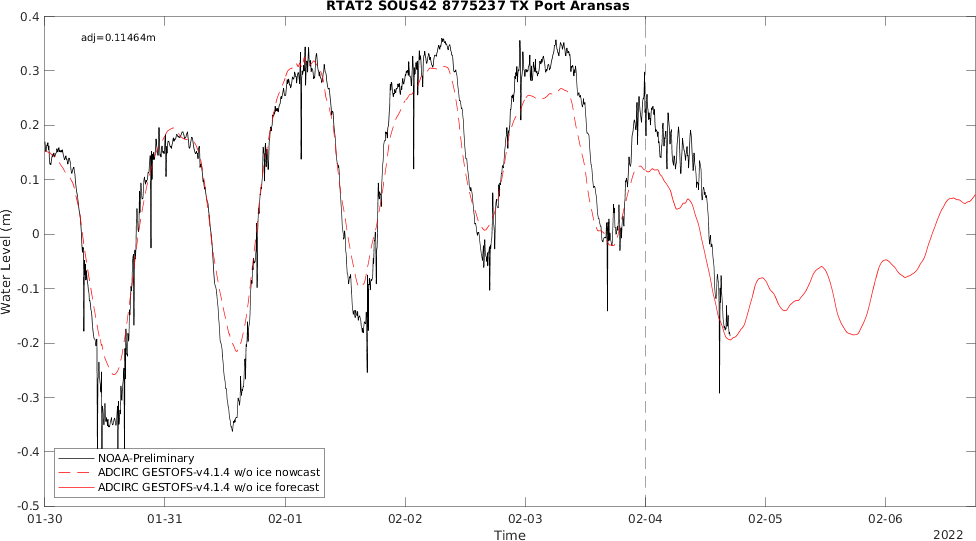 RTAT2 SOUS42 8775237 TX Port Aransas
adj=0.11464m
0.4
0.3
0.2
0.1
0
-0.1
-0.2
-0.3
-0.4
-0.5
Water Level (m)
NOAA-Preliminary
ADCIRC GESTOFS-v4.1.4 w/o ice nowcast
ADCIRC GESTOFS-v4.1.4 w/o ice forecast
01-30 01-31 02-01 02-02 02-03 02-04 02-05 02-06
Time
2022